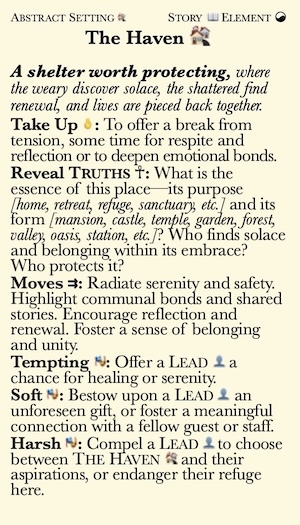 ABSTRACT SETTING
STORY 📖 ELEMENT ☯
The Haven
A shelter worth protecting, where
the weary discover solace, the shattered find
renewal, and lives are pieced back together.
Take Up 👌: To offer a break from
tension, some time for respite and
reflection or to deepen emotional bonds.
Reveal TRUTHS ☥: What is the
essence of this place—its purpose
[home, retreat, refuge, sanctuary, etc.] and its
form [mansion, castle, temple, garden, forest,
valley, oasis, station, etc.]? Who finds solace
and belonging within its embrace?
Who protects it?
Moves ⇉: Radiate serenity and safety.
Highlight communal bonds and shared
stories. Encourage reflection and
renewal. Foster a sense of belonging
and unity.
Tempting: Offer a LEAD 👤 a
chance for healing or serenity.
Soft: Bestow upon a LEAD 👤 an
unforeseen gift, or foster a meaningful
connection with a fellow guest or staff.
Harsh: Compel a LEAD 👤 to choose
between THE HAVEN and their
aspirations, or endanger their refuge
here.